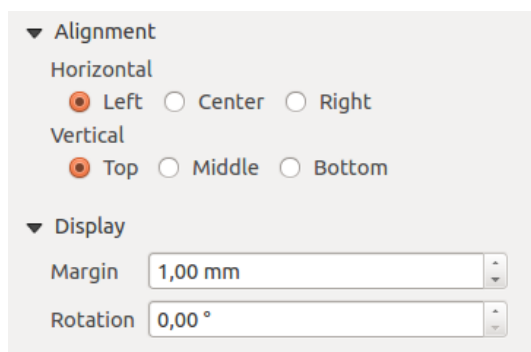 Alignment
Horizontal
Left Center Right
Vertical
Top Middle Bottom
Display
Margin 1,00 mm
Rotation 0,00 °